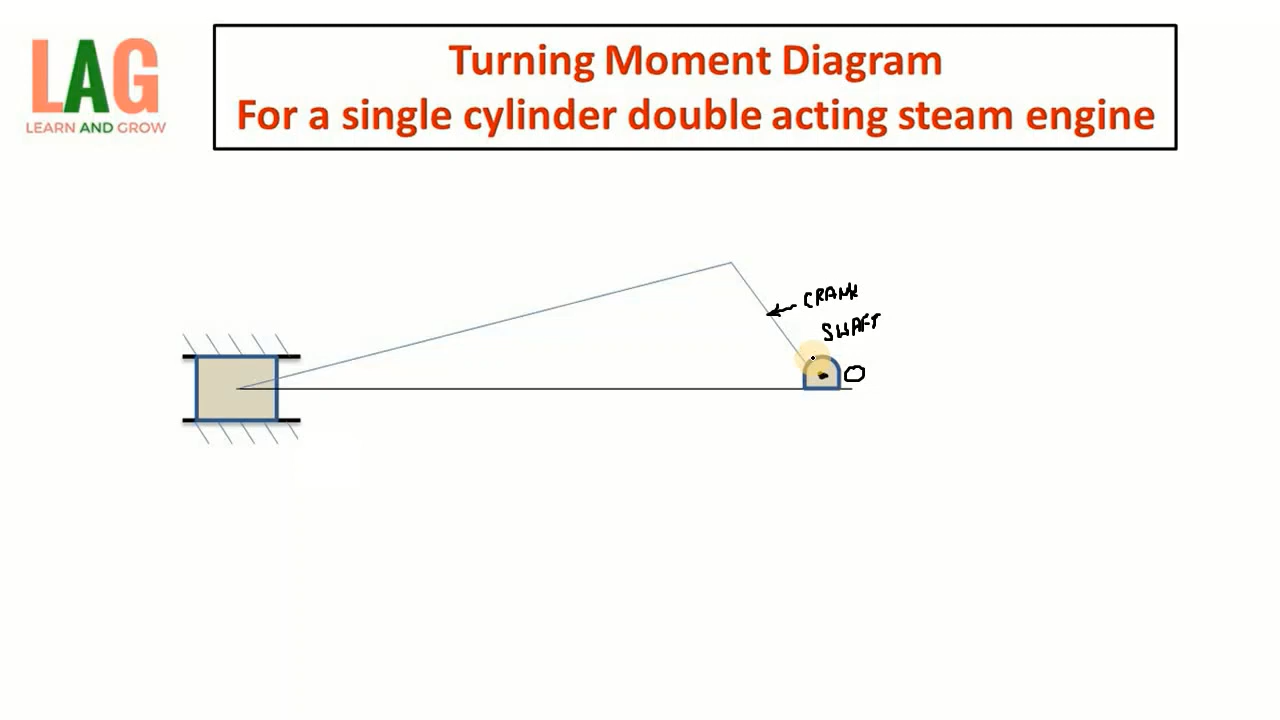 LAG
LEARN AND GROW
Turning Moment Diagram
For a single cylinder double acting steam engine
CRANK
SHAFT
O